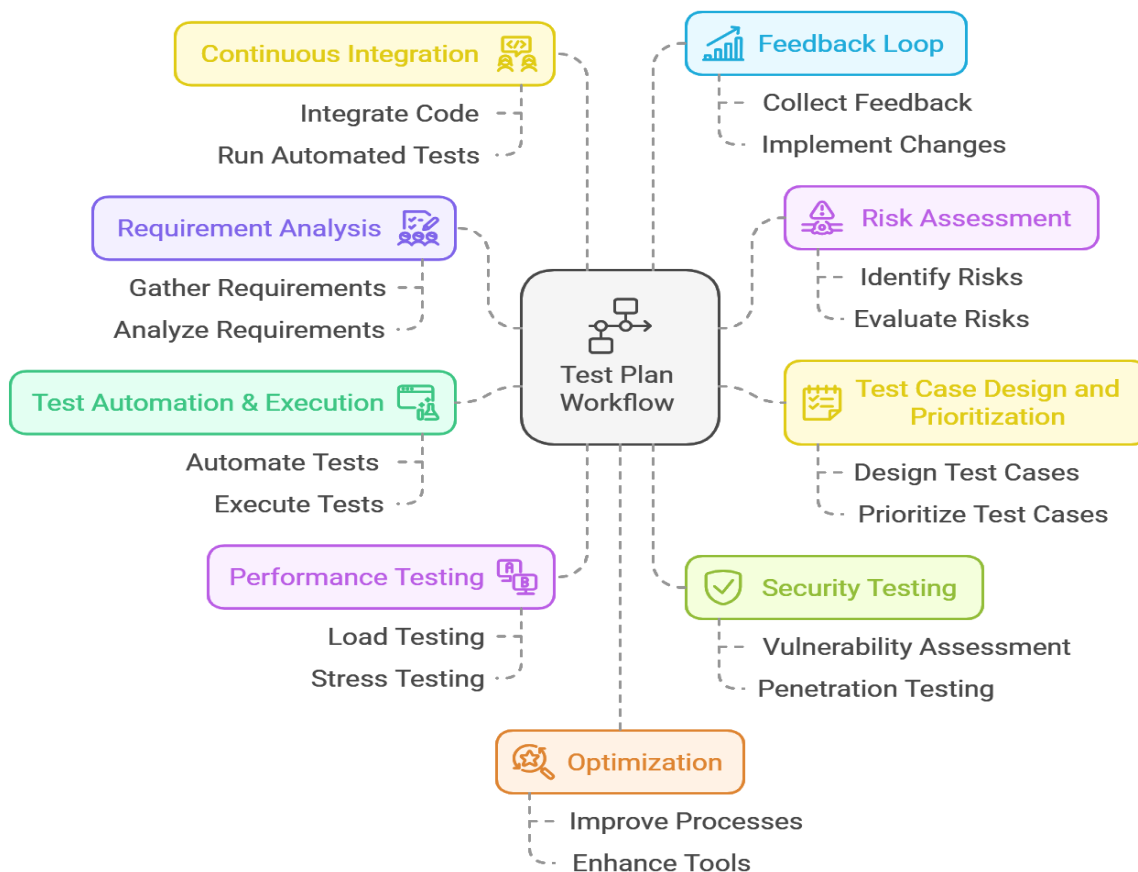 Continuous Integration
Integrate Code
Run Automated Tests
Feedback Loop
Collect Feedback
Implement Changes
Requirement Analysis
Gather Requirements
Analyze Requirements
Risk Assessment
Identify Risks
Evaluate Risks
Test Plan
Workflow
Test Automation & Execution
Automate Tests
Execute Tests
Test Case Design and
Prioritization
Design Test Cases
Prioritize Test Cases
Performance Testing
A
B
Load Testing
Stress Testing
Security Testing
Vulnerability Assessment
Penetration Testing
Optimization
Improve Processes
Enhance Tools